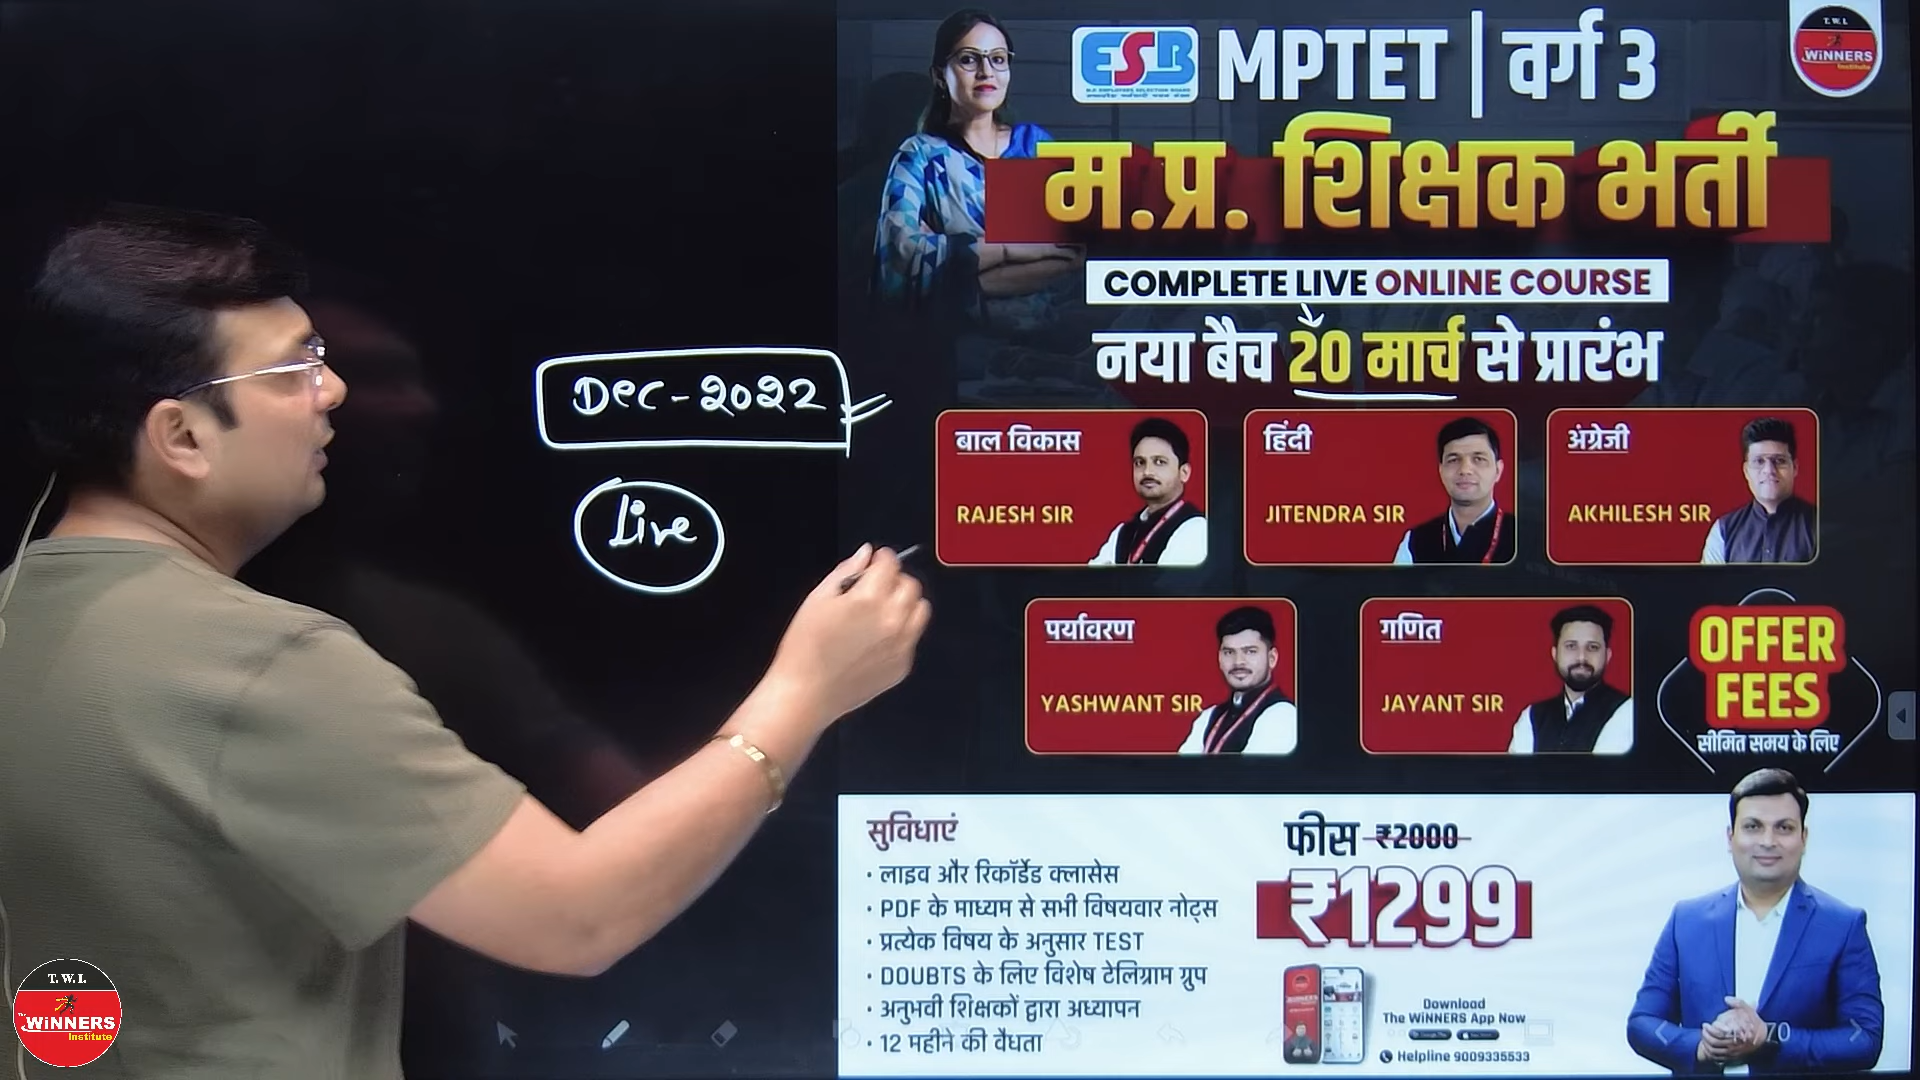 ESB MPTET | वर्ग 3
T. W. I.
The WiNNERS
Institute
म.प्र. शिक्षक भर्ती
COMPLETE LIVE ONLINE COURSE
नया बैच 20 मार्च से प्रारंभ
Dec-2022
Live
बाल विकास
RAJESH SIR
हिंदी
JITENDRA SIR
अंग्रेजी
AKHILESH SIR
पर्यावरण
YASHWANT SIR
गणित
JAYANT SIR
OFFER
FEES
सीमित समय के लिए
सुविधाएं
• लाइव और रिकॉर्डेड क्लासेस
• PDF के माध्यम से सभी विषयवार नोट्स
• प्रत्येक विषय के अनुसार TEST
• DOUBTS के लिए विशेष टेलिग्राम ग्रुप
• अनुभवी शिक्षकों द्वारा अध्यापन
• 12 महीने की वैधता
फीस ₹2000
₹1299
Download
The WiNNERS App Now
Helpline 9009335533
T. W. I.
The WiNNERS
Institute